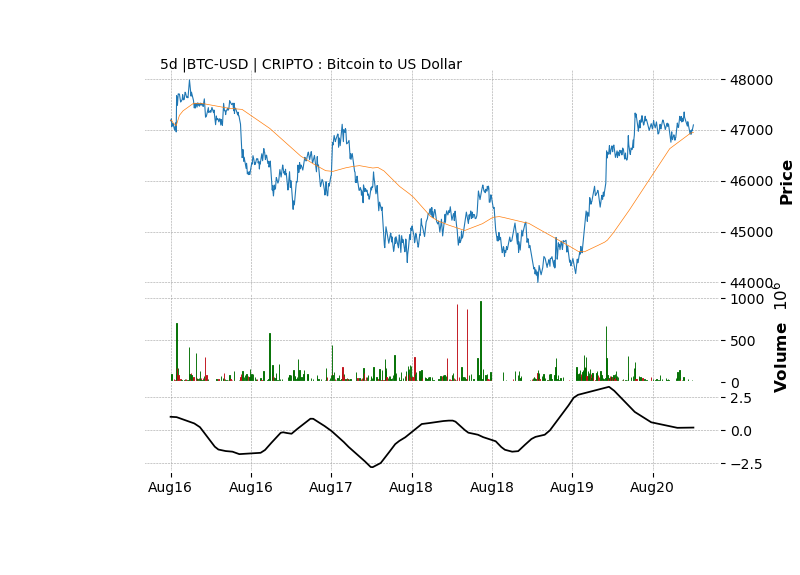 5d |BTC-USD | CRIPTO : Bitcoin to US Dollar
48000
47000
46000
45000
44000
Price
1000
500
0
Volume 10^6
2.5
0.0
−2.5
Aug16 Aug16 Aug17 Aug18 Aug18 Aug19 Aug20